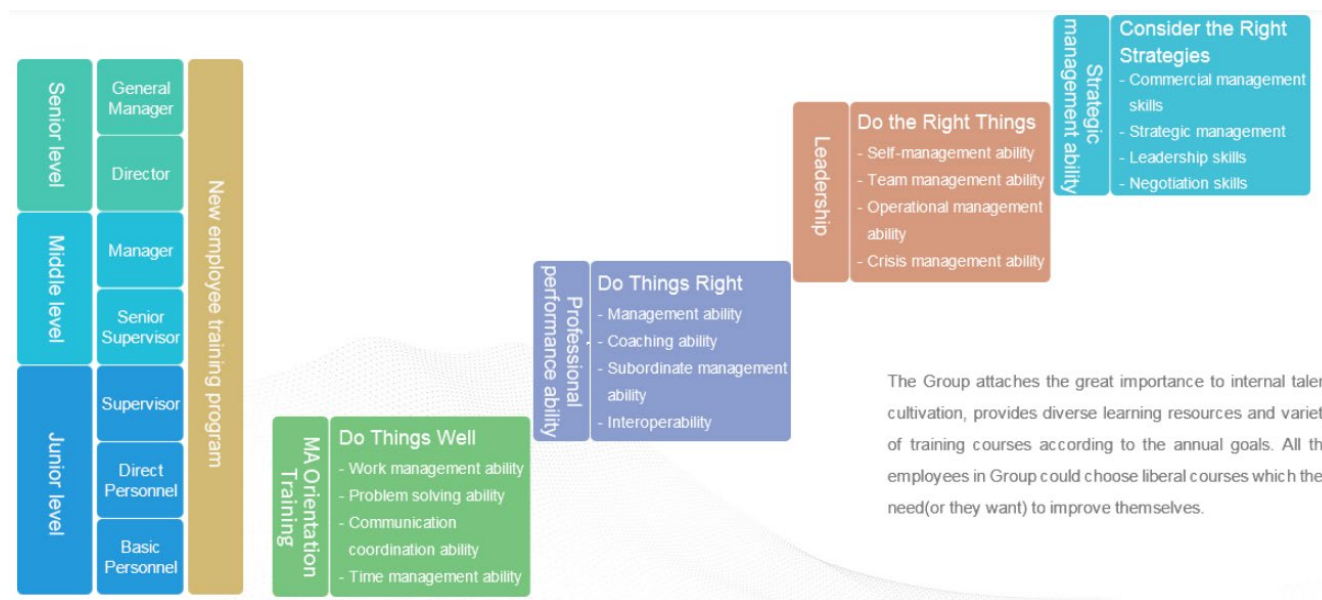 Senior level
General
Manager
Director
Middle level
Manager
Senior
Supervisor
Junior level
Supervisor
Direct
Personnel
Basic
Personnel
New employee training program
MA Orientation
Training
Do Things Well
- Work management ability
- Problem solving ability
- Communication
coordination ability
- Time management ability
Professional
performance ability
Do Things Right
- Management ability
- Coaching ability
- Subordinate management
ability
- Interoperability
Leadership
Do the Right Things
- Self-management ability
- Team management ability
- Operational management
ability
- Crisis management ability
Strategic
management ability
Consider the Right
Strategies
- Commercial management
skills
- Strategic management
- Leadership skills
- Negotiation skills
The Group attaches the great importance to internal taler
cultivation, provides diverse learning resources and variet
of training courses according to the annual goals. All th
employees in Group could choose liberal courses which the
need(or they want) to improve themselves.